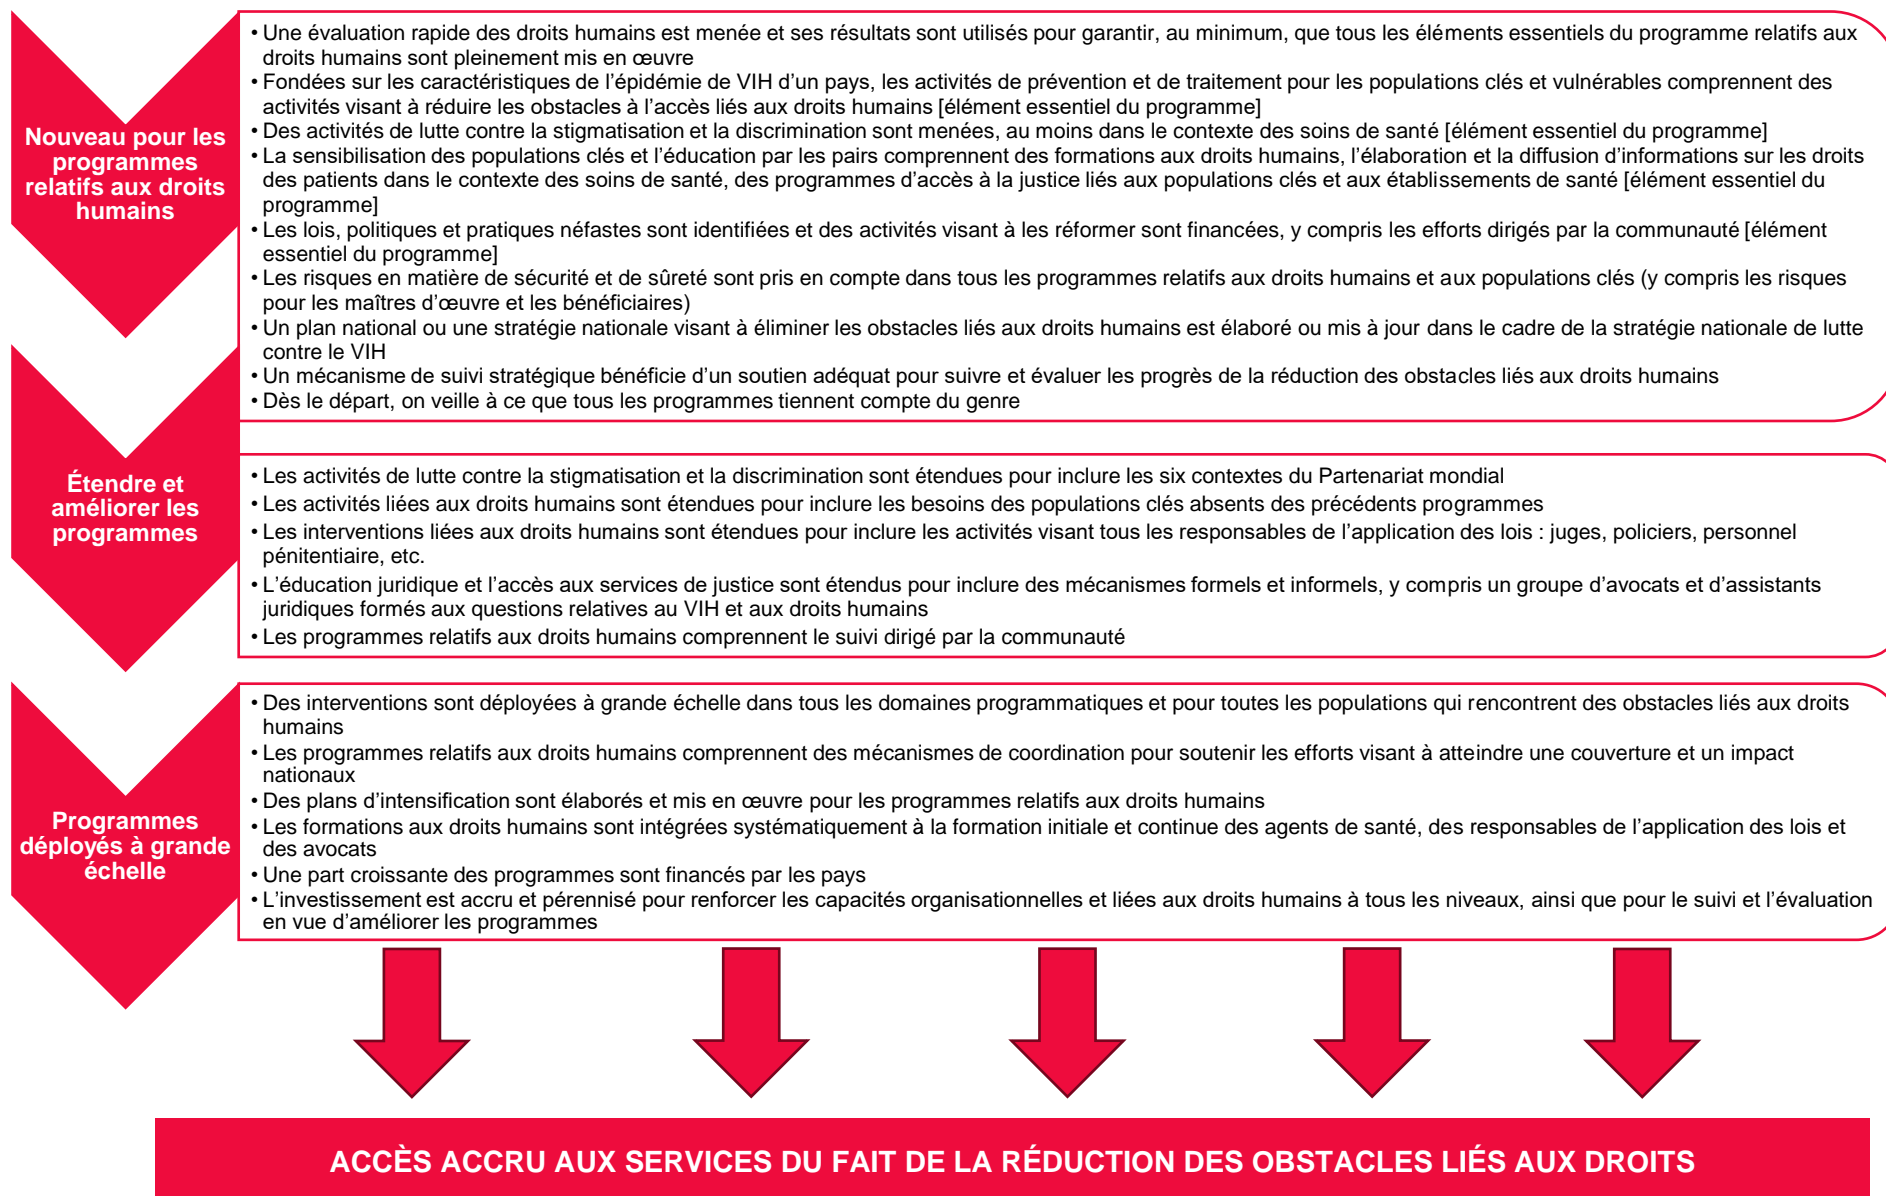 Nouveau pour les
programmes
relatifs aux droits
humains
• Une évaluation rapide des droits humains est menée et ses résultats sont utilisés pour garantir, au minimum, que tous les éléments essentiels du programme relatifs aux
droits humains sont pleinement mis en œuvre
• Fondées sur les caractéristiques de l’épidémie de VIH d’un pays, les activités de prévention et de traitement pour les populations clés et vulnérables comprennent des
activités visant à réduire les obstacles à l’accès liés aux droits humains [élément essentiel du programme]
• Des activités de lutte contre la stigmatisation et la discrimination sont menées, au moins dans le contexte des soins de santé [élément essentiel du programme]
• La sensibilisation des populations clés et l’éducation par les pairs comprennent des formations aux droits humains, l’élaboration et la diffusion d’informations sur les droits
des patients dans le contexte des soins de santé, des programmes d’accès à la justice liés aux populations clés et aux établissements de santé [élément essentiel du
programme]
• Les lois, politiques et pratiques néfastes sont identifiées et des activités visant à les réformer sont financées, y compris les efforts dirigés par la communauté [élément
essentiel du programme]
• Les risques en matière de sécurité et de sûreté sont pris en compte dans tous les programmes relatifs aux droits humains et aux populations clés (y compris les risques
pour les maîtres d’œuvre et les bénéficiaires)
• Un plan national ou une stratégie nationale visant à éliminer les obstacles liés aux droits humains est élaboré ou mis à jour dans le cadre de la stratégie nationale de lutte
contre le VIH
• Un mécanisme de suivi stratégique bénéficie d’un soutien adéquat pour suivre et évaluer les progrès de la réduction des obstacles liés aux droits humains
• Dès le départ, on veille à ce que tous les programmes tiennent compte du genre
Étendre et
améliorer les
programmes
• Les activités de lutte contre la stigmatisation et la discrimination sont étendues pour inclure les six contextes du Partenariat mondial
• Les activités liées aux droits humains sont étendues pour inclure les besoins des populations clés absents des précédents programmes
• Les interventions liées aux droits humains sont étendues pour inclure les activités visant tous les responsables de l’application des lois : juges, policiers, personnel
pénitentiaire, etc.
• L’éducation juridique et l’accès aux services de justice sont étendus pour inclure des mécanismes formels et informels, y compris un groupe d’avocats et d’assistants
juridiques formés aux questions relatives au VIH et aux droits humains
• Les programmes relatifs aux droits humains comprennent le suivi dirigé par la communauté
Programmes
déployés à grande
échelle
• Des interventions sont déployées à grande échelle dans tous les domaines programmatiques et pour toutes les populations qui rencontrent des obstacles liés aux droits
humains
• Les programmes relatifs aux droits humains comprennent des mécanismes de coordination pour soutenir les efforts visant à atteindre une couverture et un impact
nationaux
• Des plans d’intensification sont élaborés et mis en œuvre pour les programmes relatifs aux droits humains
• Les formations aux droits humains sont intégrées systématiquement à la formation initiale et continue des agents de santé, des responsables de l’application des lois et
des avocats
• Une part croissante des programmes sont financés par les pays
• L’investissement est accru et pérennisé pour renforcer les capacités organisationnelles et liées aux droits humains à tous les niveaux, ainsi que pour le suivi et l’évaluation
en vue d’améliorer les programmes
ACCÈS ACCRU AUX SERVICES DU FAIT DE LA RÉDUCTION DES OBSTACLES LIÉS AUX DROITS